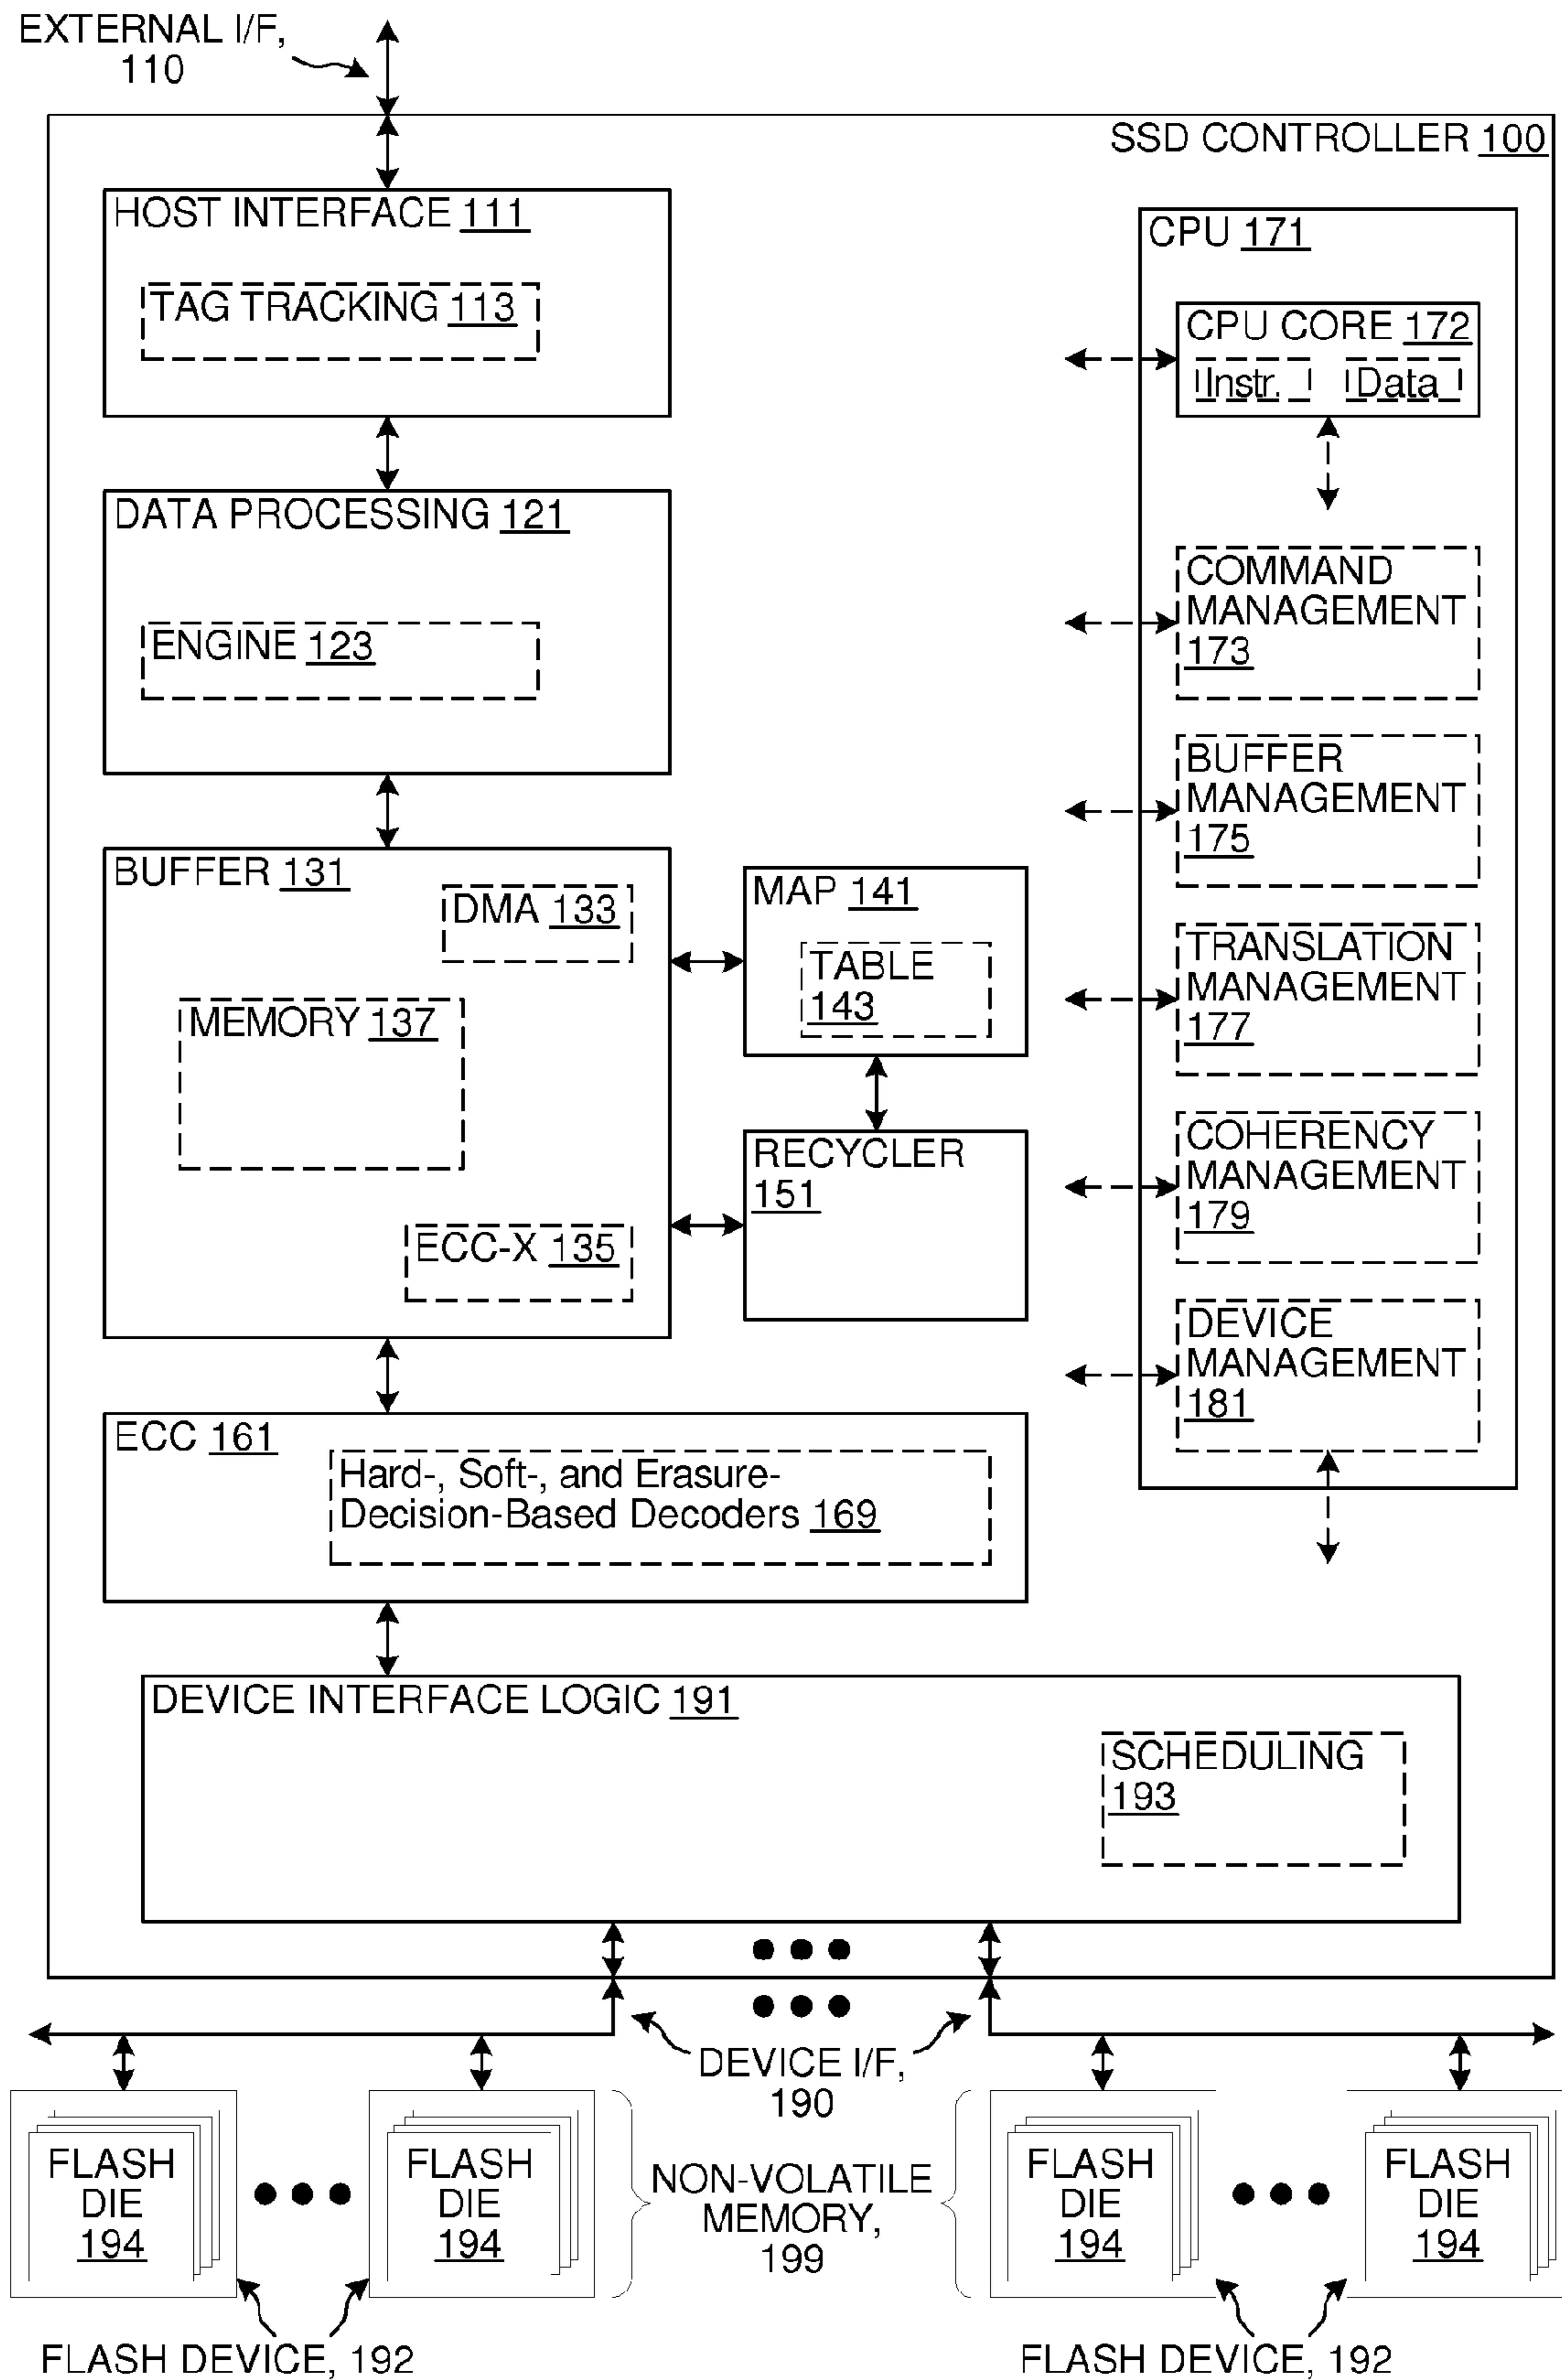 EXTERNAL I/F,
110
SSD CONTROLLER 100
HOST INTERFACE 111
TAG TRACKING 113
DATA PROCESSING 121
ENGINE 123
BUFFER 131
DMA 133
MEMORY 137
ECC-X 135
MAP 141
TABLE
143
RECYCLER
151
ECC 161
Hard-, Soft-, and Erasure-
Decision-Based Decoders 169
CPU 171
CPU CORE 172
Instr.
Data
COMMAND
MANAGEMENT
173
BUFFER
MANAGEMENT
175
TRANSLATION
MANAGEMENT
177
COHERENCY
MANAGEMENT
179
DEVICE
MANAGEMENT
181
DEVICE INTERFACE LOGIC 191
SCHEDULING
193
DEVICE I/F,
190
FLASH
DIE
194
FLASH
DIE
194
NON-VOLATILE
MEMORY,
199
FLASH
DIE
194
FLASH
DIE
194
FLASH DEVICE, 192
FLASH DEVICE, 192